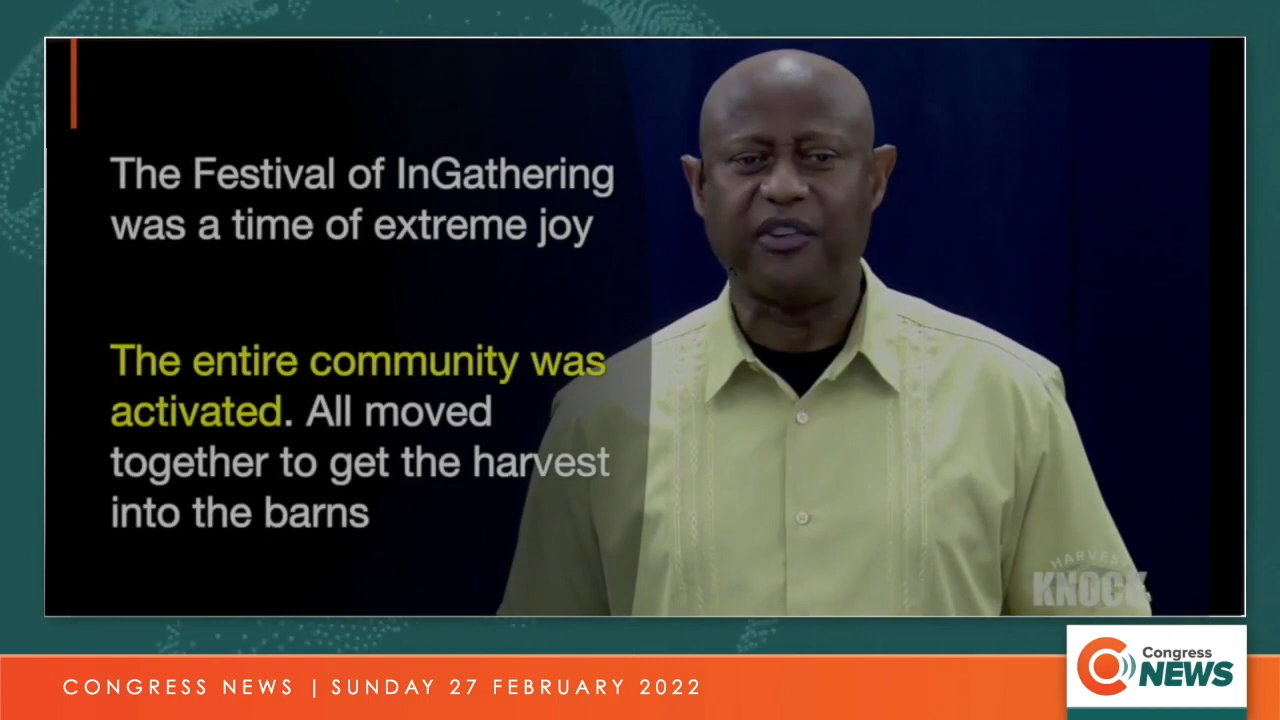 The Festival of InGathering
was a time of extreme joy
The entire community was
activated. All moved
together to get the harvest
into the barns
HARVEST
KNOCK
CONGRESS NEWS | SUNDAY 27 FEBRUARY 2022
Congress
NEWS